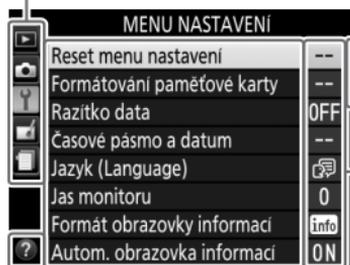 MENU NASTAVENÍ
Reset menu nastavení --
Formátování paměťové karty --
Razítko data OFF
Časové pásmo a datum --
Jazyk (Language)
Jas monitoru 0
Formát obrazovky informací info
? Autom. obrazovka informací ON